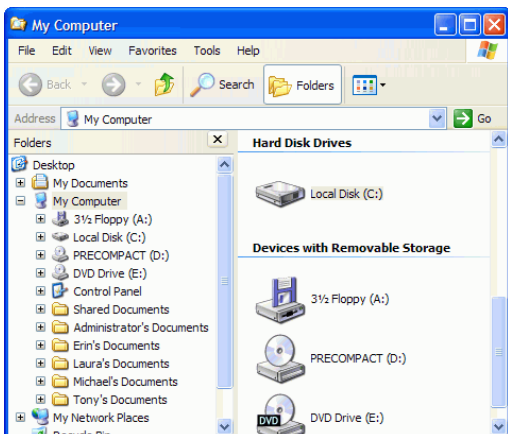 My Computer
File Edit View Favorites Tools Help
Back Search Folders
Address My Computer Go
Folders
Desktop
My Documents
My Computer
3½ Floppy (A:)
Local Disk (C:)
PRECOMPACT (D:)
DVD Drive (E:)
Control Panel
Shared Documents
Administrator's Documents
Erin's Documents
Laura's Documents
Michael's Documents
Tony's Documents
My Network Places
Recycle Bin
Hard Disk Drives
Local Disk (C:)
Devices with Removable Storage
3½ Floppy (A:)
PRECOMPACT (D:)
DVD
DVD Drive (E:)